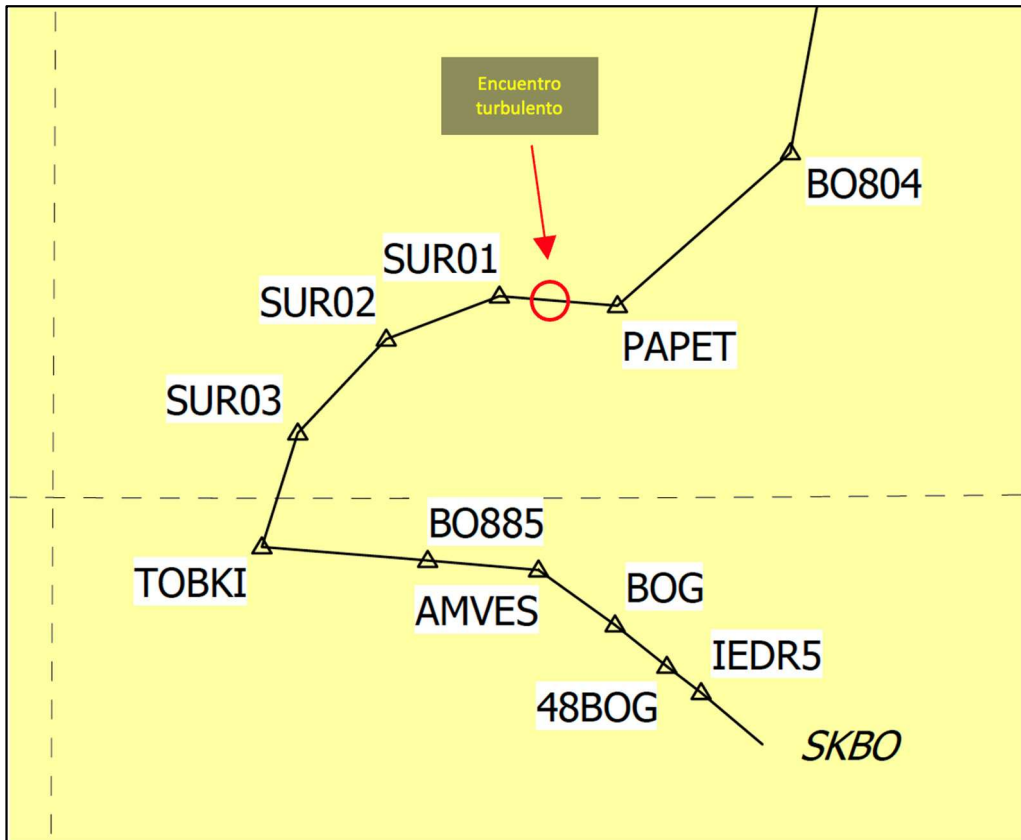 Encuentro
turbulento
BO804
SUR01
SUR02
PAPET
SUR03
BO885
TOBKI
AMVES
BOG
IEDR5
48BOG
SKBO